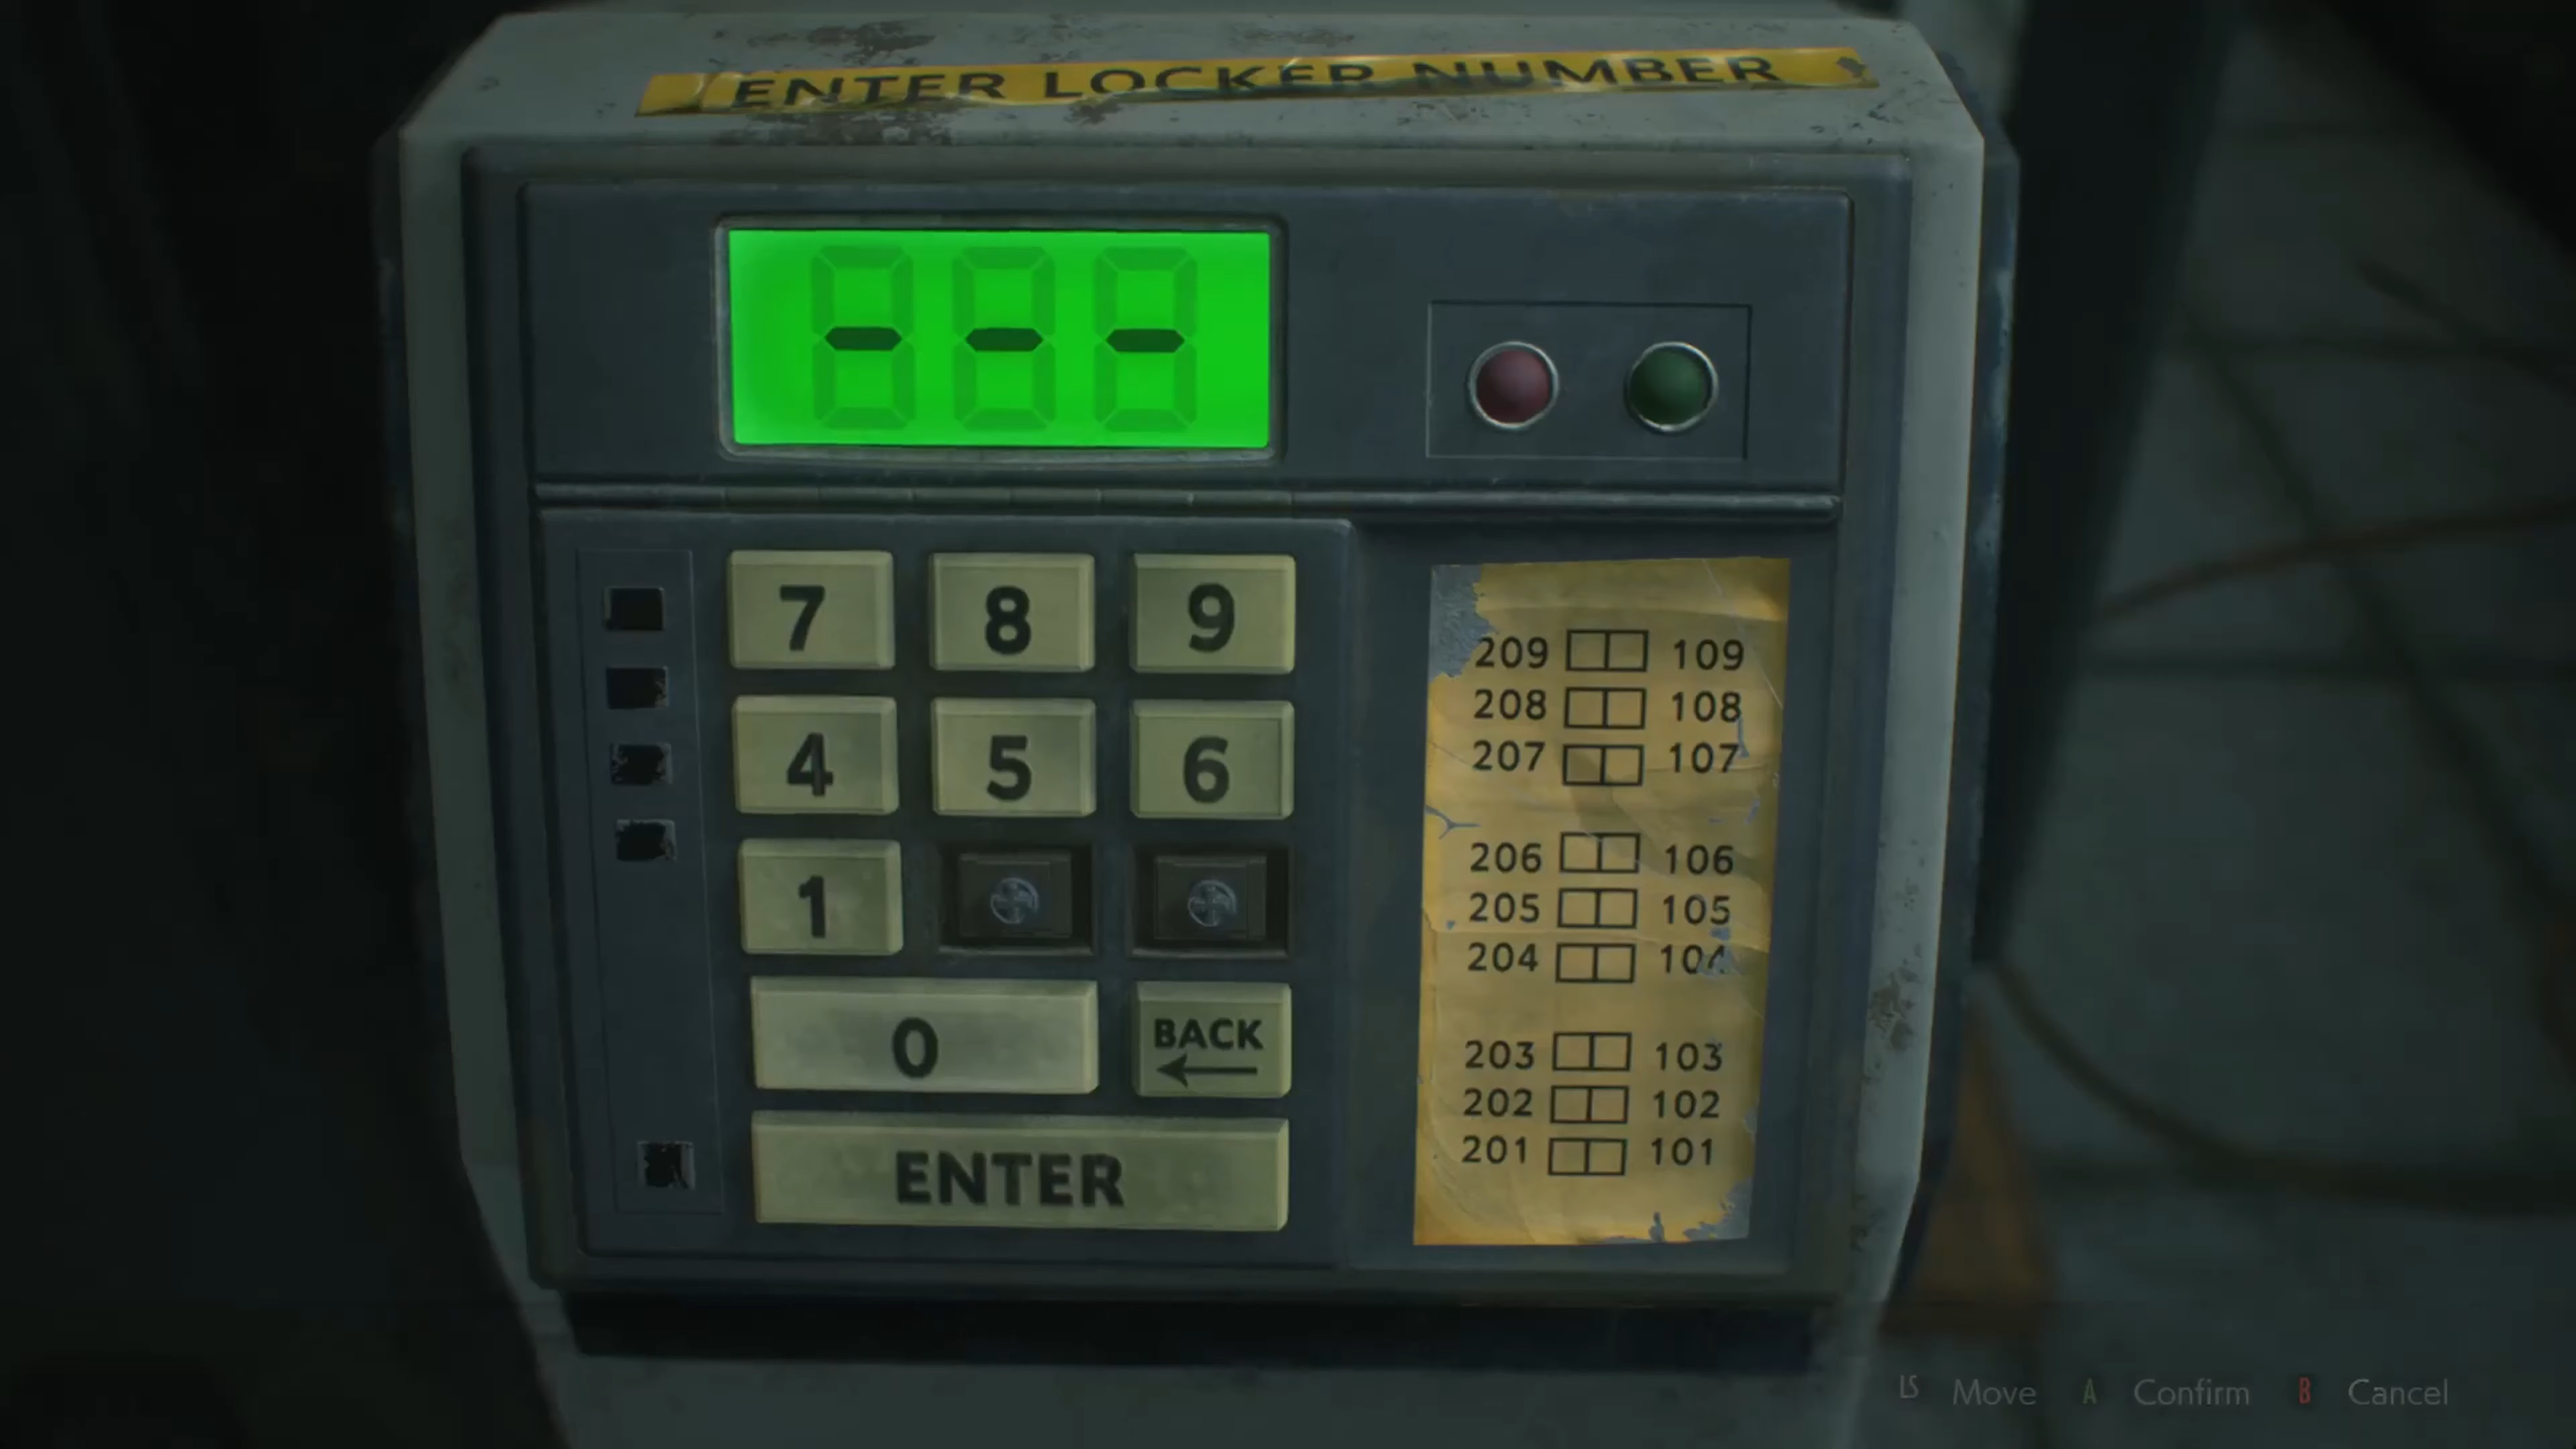 ENTER LOCKER NUMBER
---
7 8 9
4 5 6
1
0 BACK
ENTER
209 109
208 108
207 107
206 106
205 105
204 104
203 103
202 102
201 101
LS Move A Confirm B Cancel